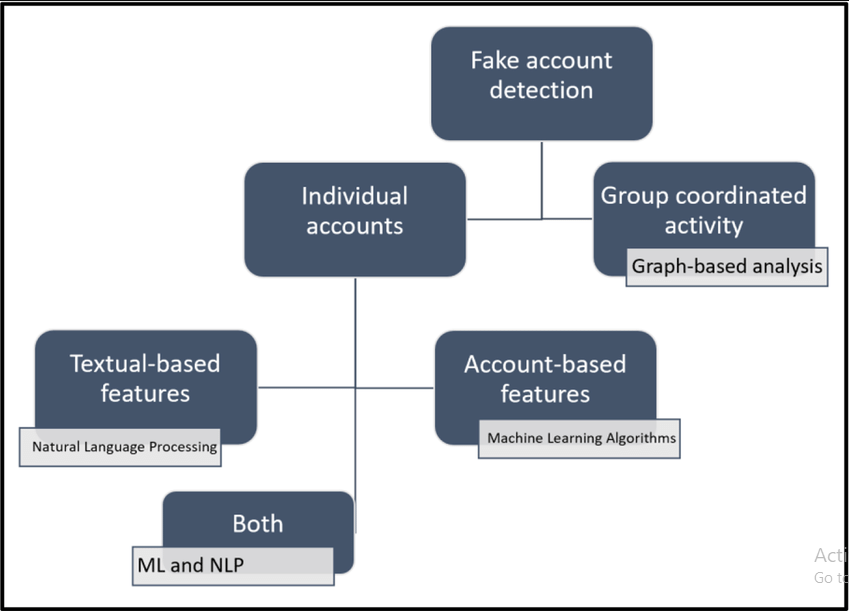 Fake account
detection
Individual
accounts
Group coordinated
activity
Graph-based analysis
Textual-based
features
Natural Language Processing
Account-based
features
Machine Learning Algorithms
Both
ML and NLP
Acti
Go to